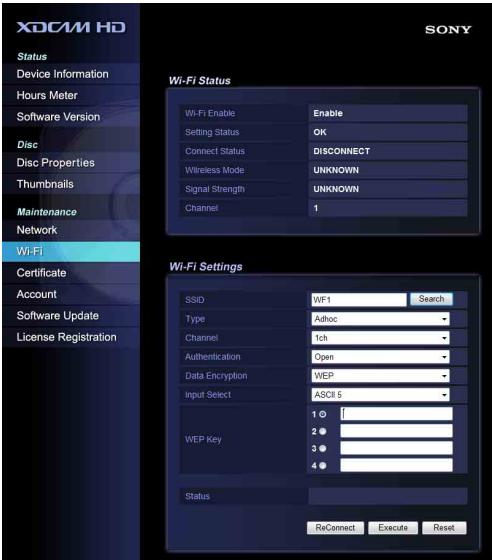 XDCAM HD
SONY
Status
Device Information
Hours Meter
Software Version
Disc
Disc Properties
Thumbnails
Maintenance
Network
Wi-Fi
Certificate
Account
Software Update
License Registration
Wi-Fi Status
Wi-Fi Enable Enable
Setting Status OK
Connect Status DISCONNECT
Wireless Mode UNKNOWN
Signal Strength UNKNOWN
Channel 1
Wi-Fi Settings
SSID WF1 Search
Type Adhoc
Channel 1ch
Authentication Open
Data Encryption WEP
Input Select ASCII 5
WEP Key
1
2
3
4
Status
ReConnect Execute Reset